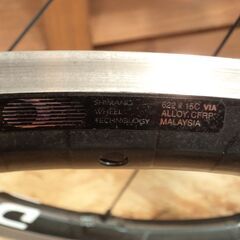 SHIMANO 622 x 15C VIA
WHEEL ALLOY, CFRP
TECHNOLOGY MALAYSIA